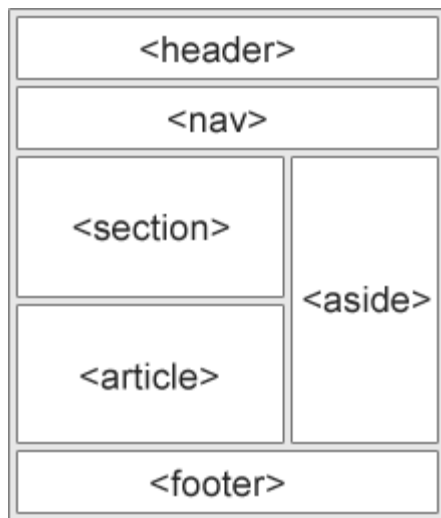 <header>
<nav>
<section>
<aside>
<article>
<footer>